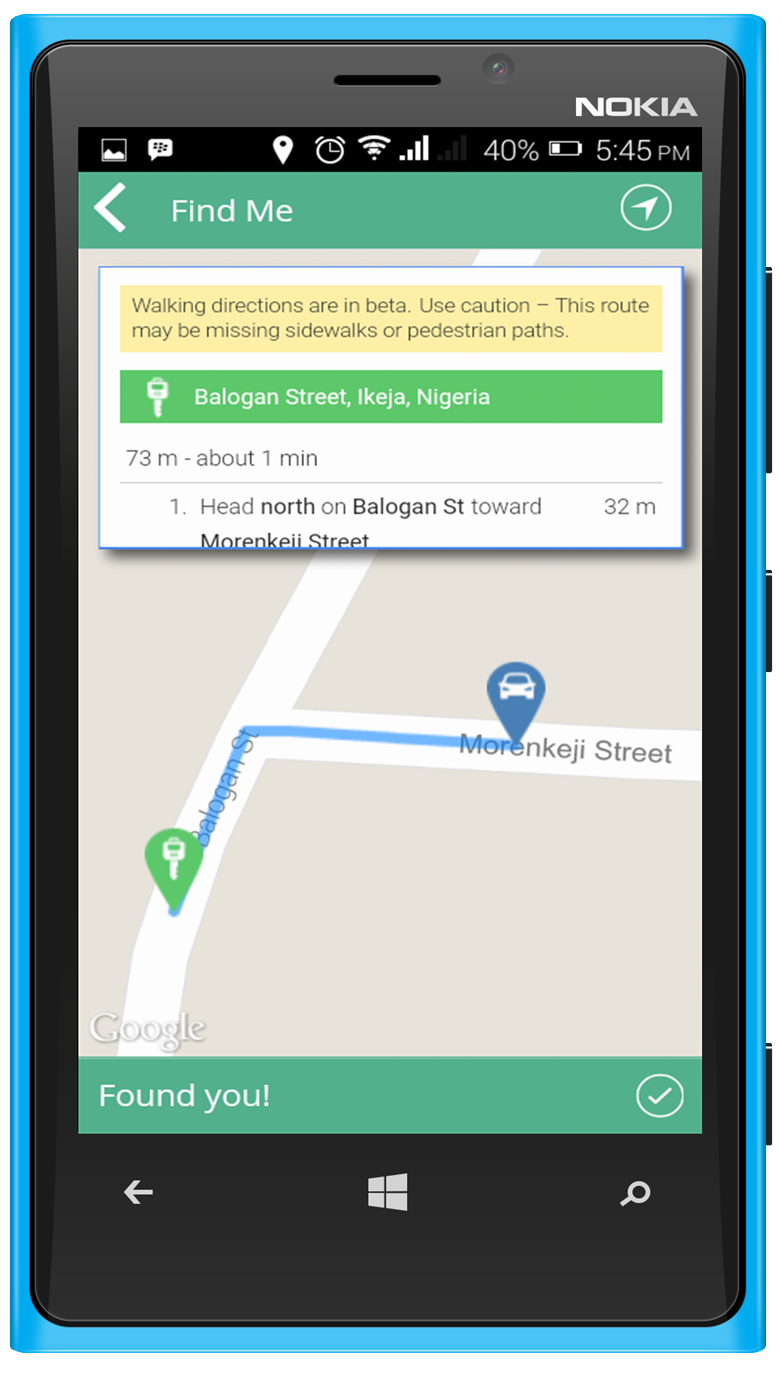 NOKIA
40% 5:45 PM
Find Me
Walking directions are in beta. Use caution – This route
may be missing sidewalks or pedestrian paths.
Balogan Street, Ikeja, Nigeria
73 m - about 1 min
1. Head north on Balogan St toward 32 m
Morenkeji Street
Balogan St
Morenkeji Street
Google
Found you!